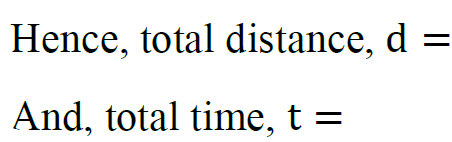 Hence, total distance, d =
And, total time, t =